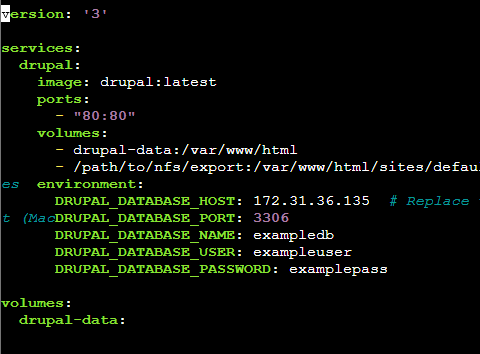 version: '3'
services:
drupal:
image: drupal:latest
ports:
- "80:80"
volumes:
- drupal-data:/var/www/html
- /path/to/nfs/export:/var/www/html/sites/defau
es environment:
DRUPAL_DATABASE_HOST: 172.31.36.135 # Replace
t (MacDRUPAL_DATABASE_PORT: 3306
DRUPAL_DATABASE_NAME: exampledb
DRUPAL_DATABASE_USER: exampleuser
DRUPAL_DATABASE_PASSWORD: examplepass
volumes:
drupal-data: